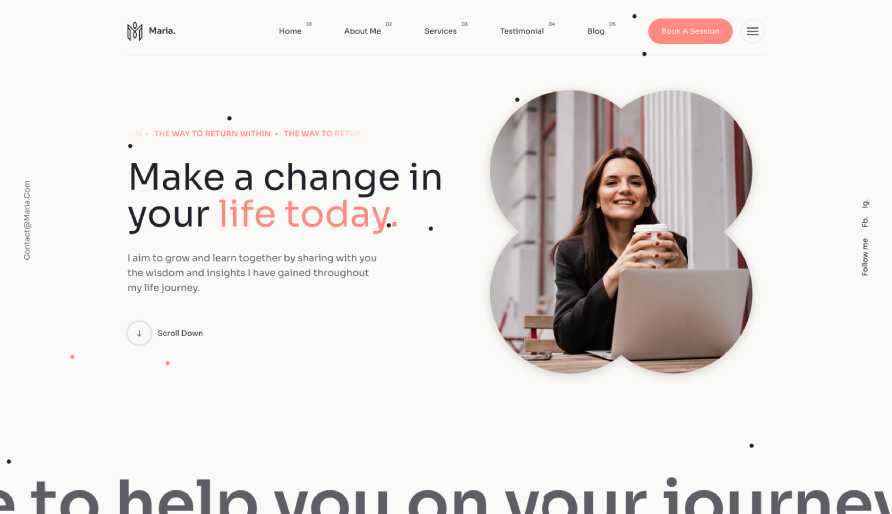 Maria.
Home 01
About Me 02
Services 03
Testimonial 04
Blog 05
Book A Session
THE WAY TO RETURN WITHIN • THE WAY TO RETU
Make a change in
your life today.
I aim to grow and learn together by sharing with you
the wisdom and insights I have gained throughout
my life journey.
Scroll Down
Contact@Maria.Com
Follow me Fb. Ig.
e to help you on your journey